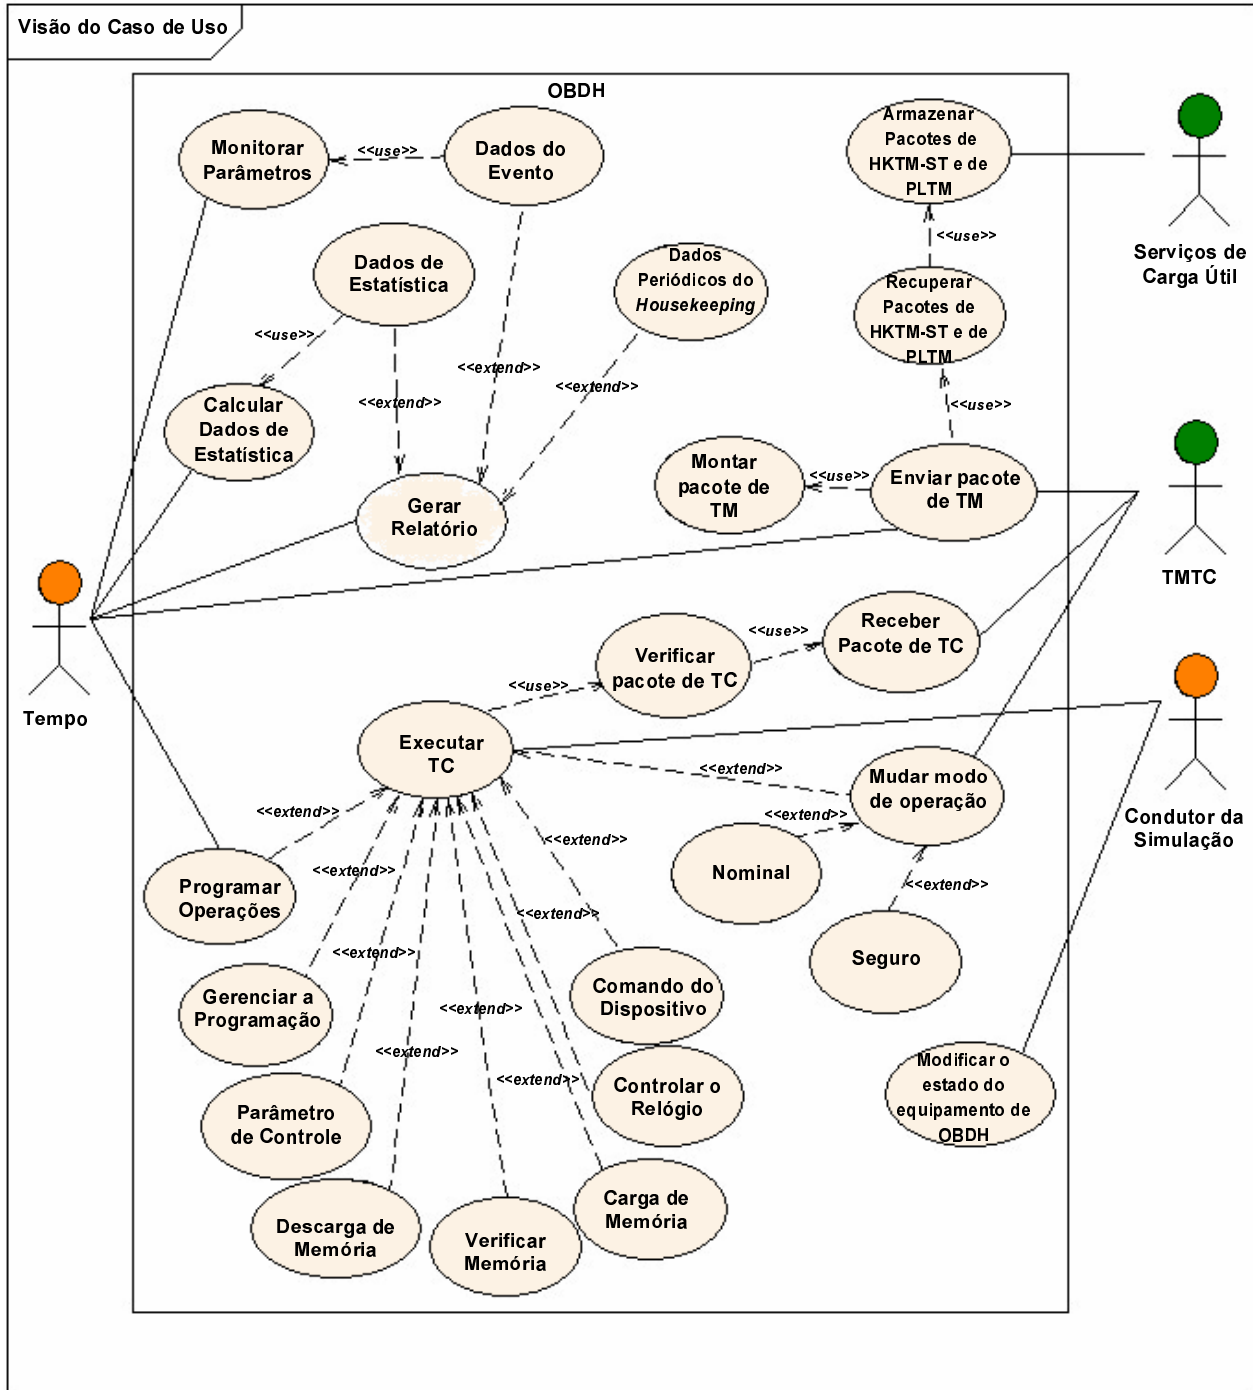 Visão do Caso de Uso
OBDH
Monitorar
Parâmetros
<<use>>
Dados do
Evento
Armazenar
Pacotes de
HKTM-ST e de
PLTM
Serviços de
Carga Útil
<<use>>
Dados de
Estatística
Dados
Periódicos do
Housekeeping
Recuperar
Pacotes de
HKTM-ST e de
PLTM
<<use>>
<<extend>>
<<extend>>
<<extend>>
<<use>>
Calcular
Dados de
Estatística
Montar
pacote de
TM
<<use>>
Enviar pacote
de TM
Gerar
Relatório
TMTC
Tempo
Verificar
pacote de TC
<<use>>
Receber
Pacote de TC
<<use>>
Executar
TC
<<extend>>
Mudar modo
de operação
Condutor da
Simulação
<<extend>>
<<extend>>
Nominal
<<extend>>
<<extend>>
Programar
Operações
Seguro
<<extend>>
<<extend>>
Gerenciar a
Programação
Comando do
Dispositivo
<<extend>>
<<extend>>
<<extend>>
Controlar o
Relógio
Modificar o
estado do
equipamento de
OBDH
Parâmetro
de Controle
Carga de
Memória
Descarga de
Memória
Verificar
Memória